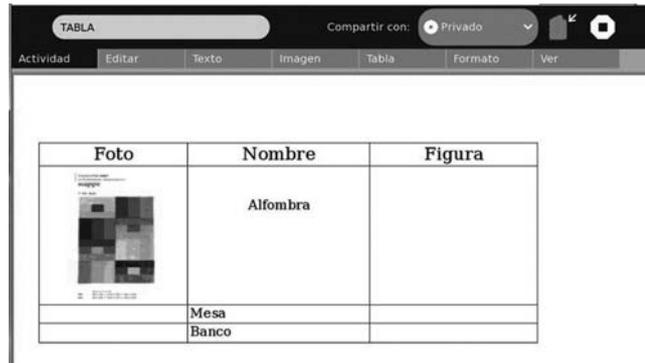 TABLA Compartir con: Privado
Actividad Editar Texto Imagen Tabla Formato Ver
Foto Nombre Figura
Alfombra
Mesa
Banco